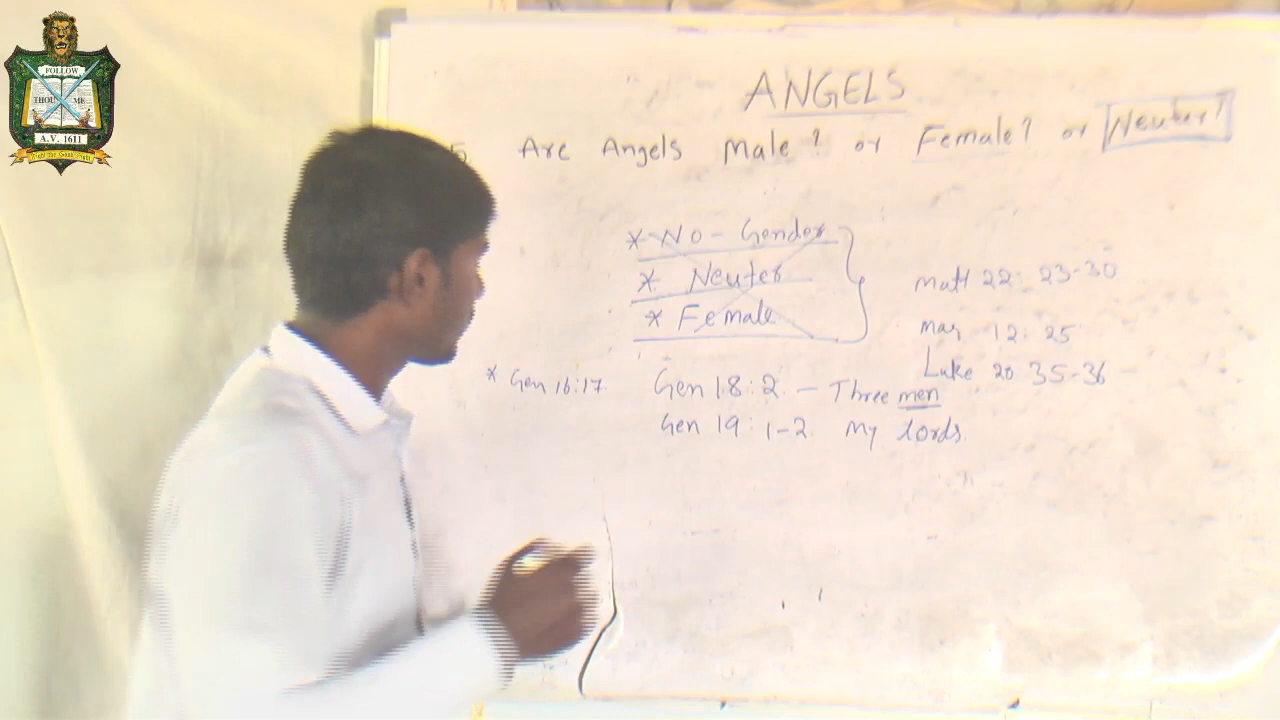 FOLLOW
THOU ME
A.V. 1611
ANGELS
5 Are Angels Male? or Female? or Neuter?
* No - Gender
* Neuter
* Female
Matt 22: 23-30
Mar 12: 25
Luke 20 35-36
* Gen 16:17 Gen 18:2. - Three men
Gen 19: 1-2. My lords